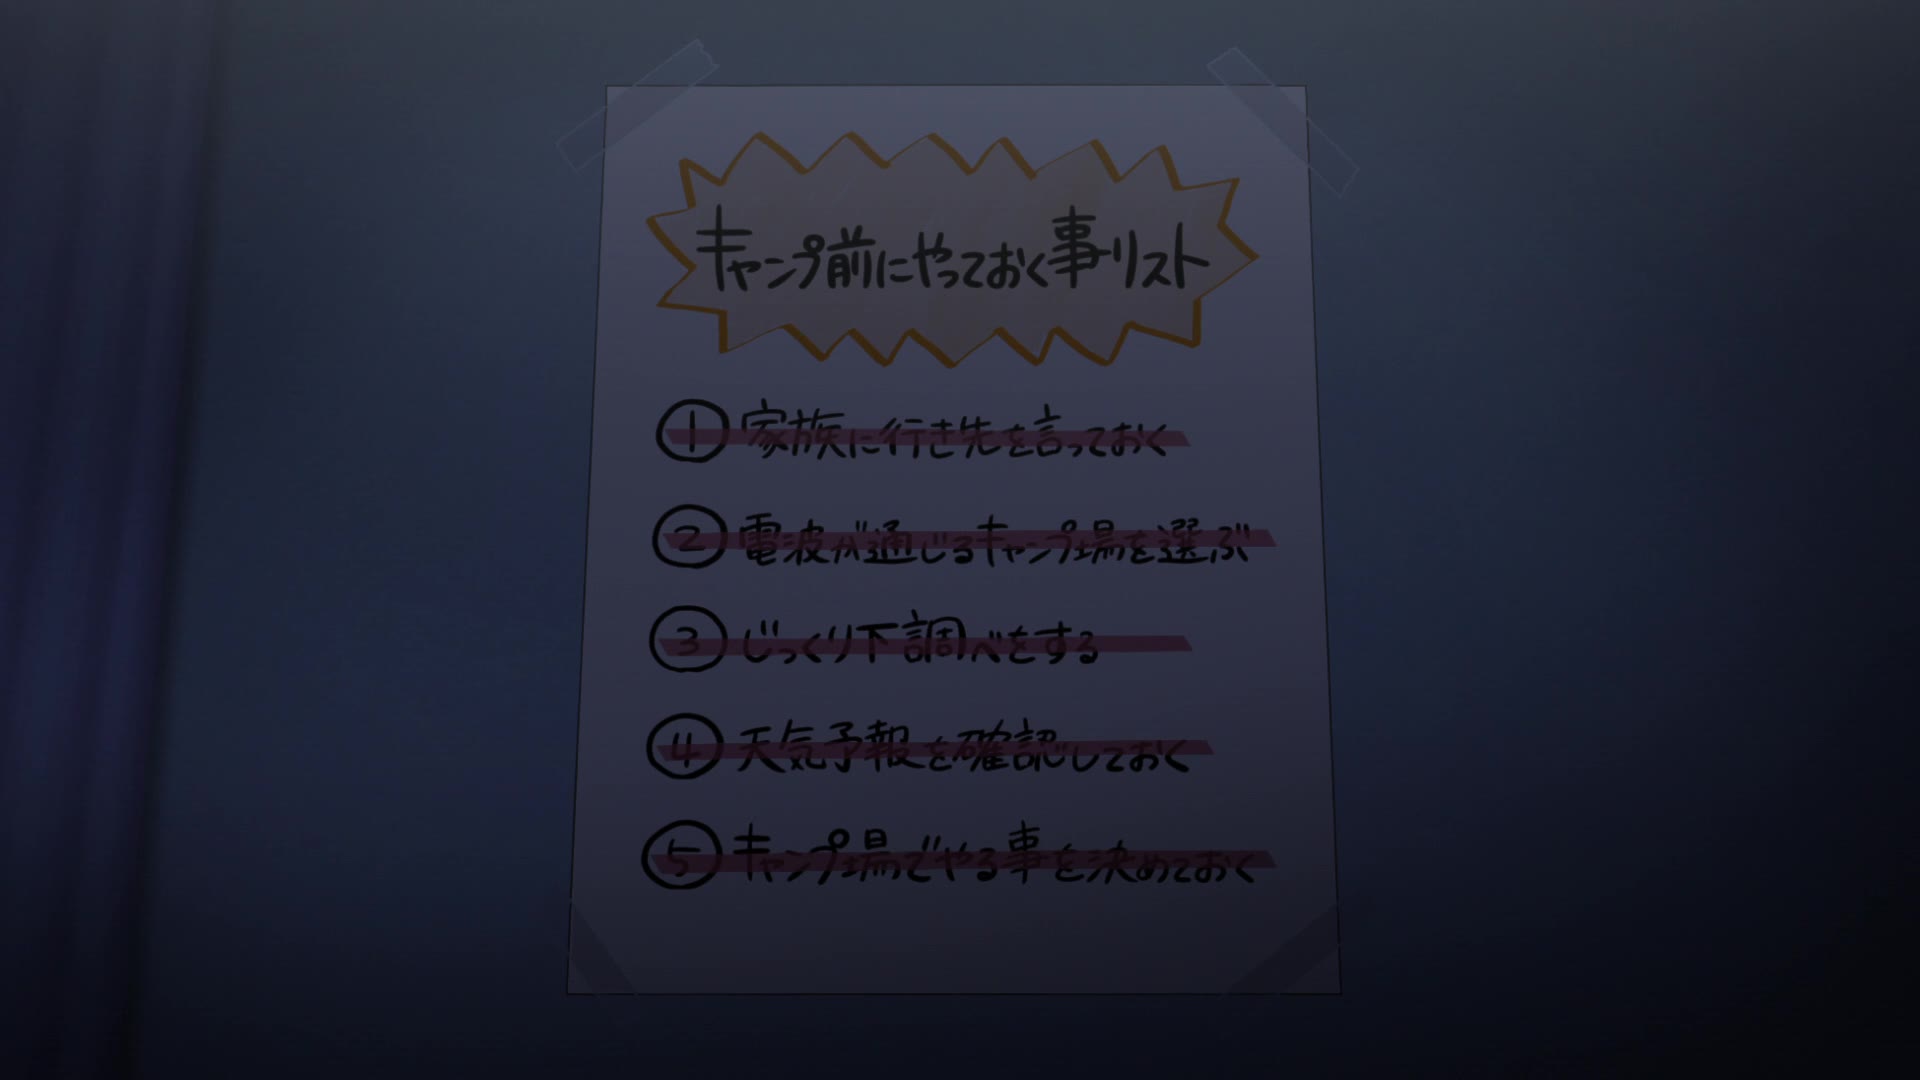 キャンプ前にやっておく事リスト
① 家族に行き先を言っておく
② 電波が通じるキャンプ場を選ぶ
③ じっくり下調べをする
④ 天気予報を確認しておく
⑤ キャンプ場でやる事を決めておく